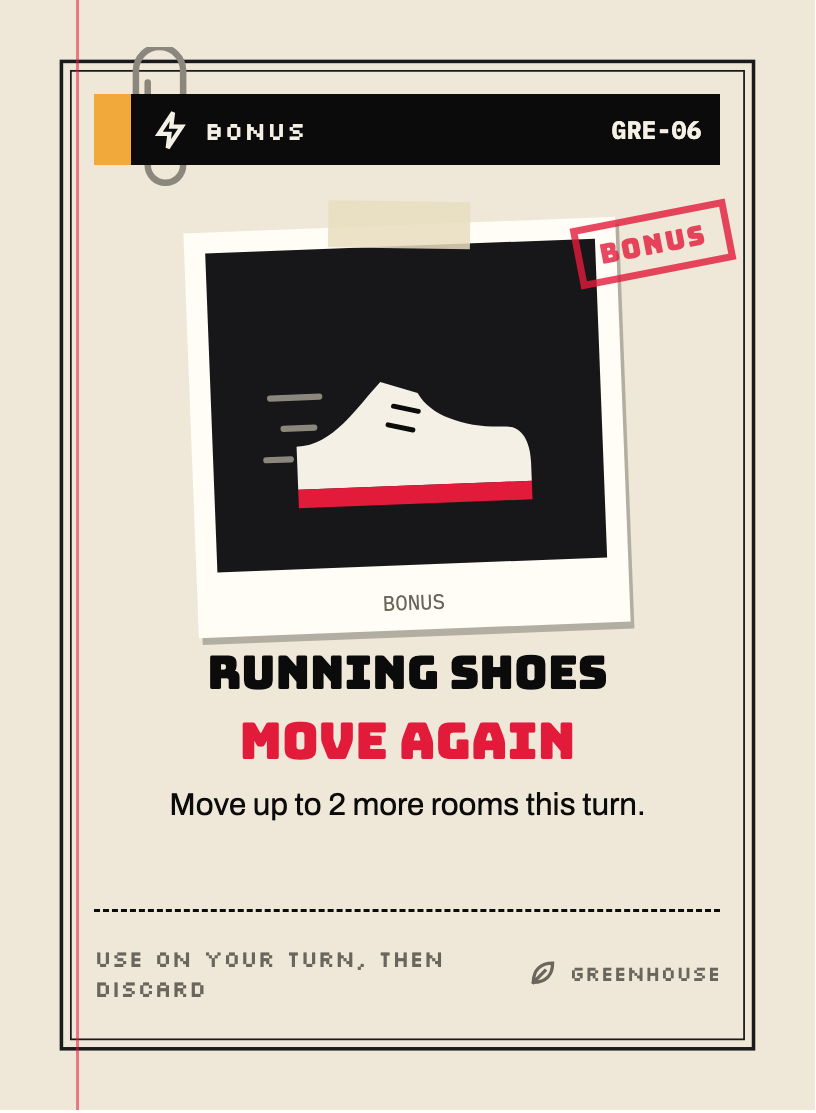 BONUS
GRE-06
BONUS
BONUS
RUNNING SHOES
MOVE AGAIN
Move up to 2 more rooms this turn.
USE ON YOUR TURN, THEN
DISCARD
GREENHOUSE